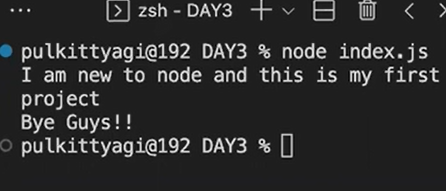 zsh - DAY3
pulkittyagi@192 DAY3 % node index.js
I am new to node and this is my first
project
Bye Guys!!
pulkittyagi@192 DAY3 %